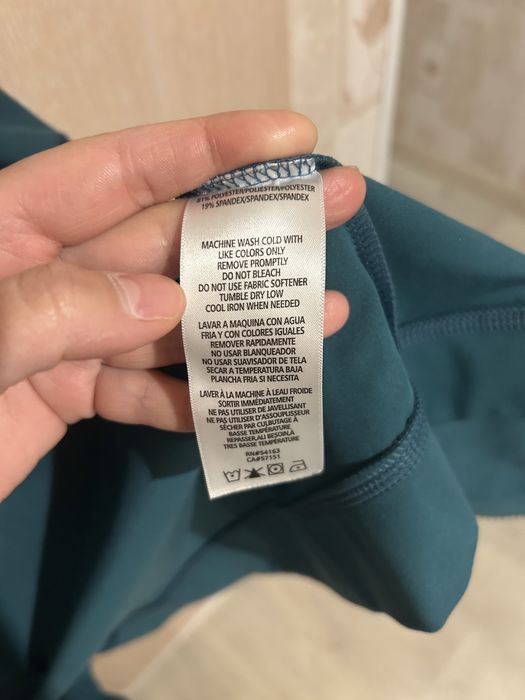 81% POLYESTER/POLIESTER/POLYESTER
19% SPANDEX/SPANDEX/SPANDEX
MACHINE WASH COLD WITH
LIKE COLORS ONLY
REMOVE PROMPTLY
DO NOT BLEACH
DO NOT USE FABRIC SOFTENER
TUMBLE DRY LOW
COOL IRON WHEN NEEDED
LAVAR A MAQUINA CON AGUA
FRIA Y CON COLORES IGUALES
REMOVER RAPIDAMENTE
NO USAR BLANQUEADOR
NO USAR SUAVISADOR DE TELA
SECAR A TEMPERATURA BAJA
PLANCHA FRIA SI NECESITA
LAVER À LA MACHINE À LEAU FROIDE
SORTIR IMMÉDIATEMENT
NE PAS UTILISER DE JAVELLISANT
NE PAS UTILISER D'ASSOUPLISSEUR
SÉCHER PAR CULBUTAGE À
BASSE TEMPÉRATURE
REPASSER,ALI BESOIN,À
TRES BASSE TEMPÉRATURE
RN#54163
CA#57151